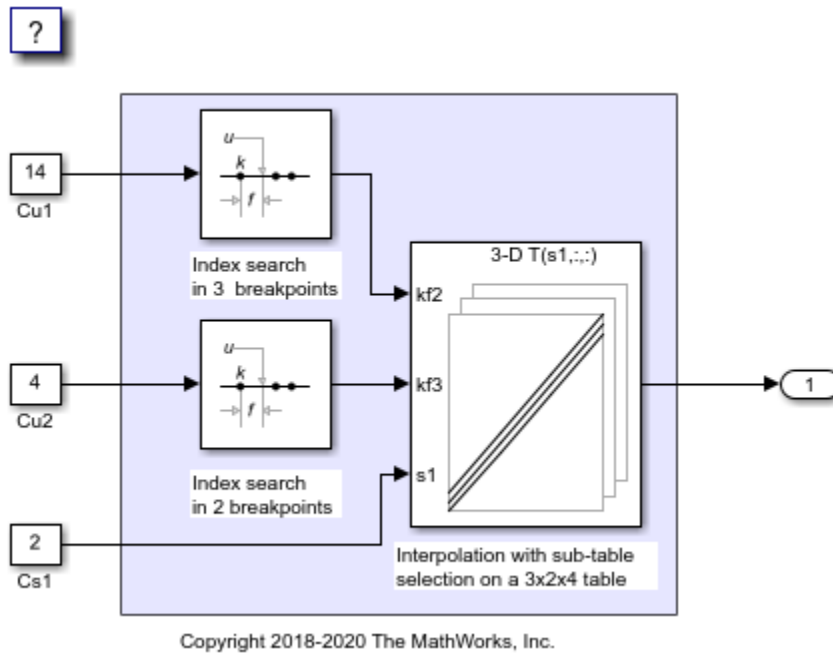 ?
u
k
f
14
Cu1
Index search
in 3 breakpoints
3-D T(s1,:,:)
kf2
kf3
s1
u
k
f
4
Cu2
1
Index search
in 2 breakpoints
2
Cs1
Interpolation with sub-table
selection on a 3x2x4 table
Copyright 2018-2020 The MathWorks, Inc.